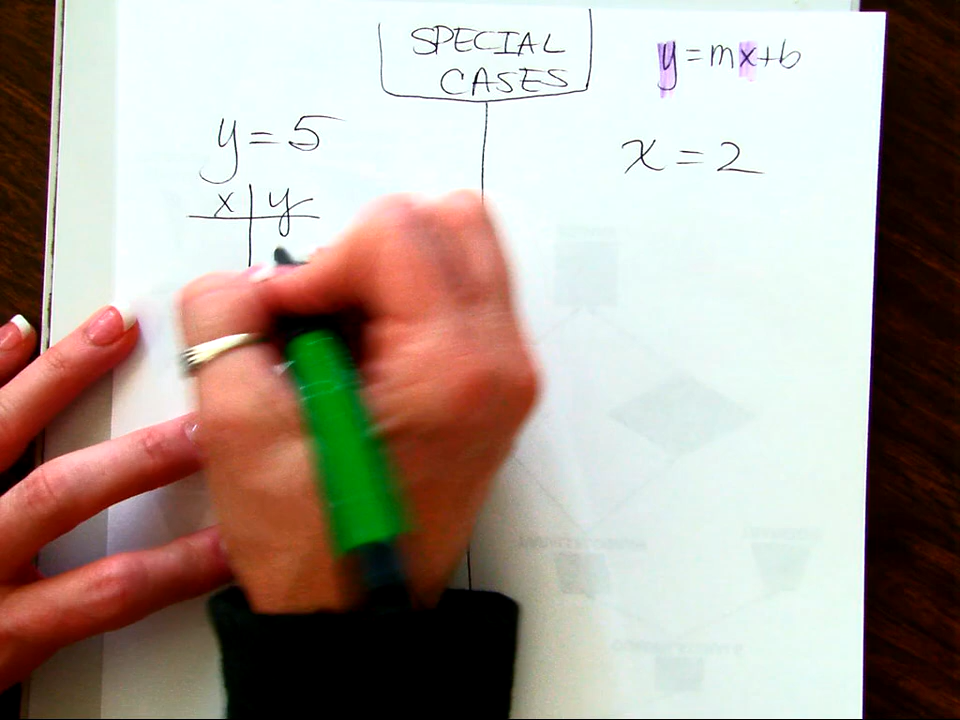 SPECIAL
CASES
y = mx + b
y = 5
x y
x = 2